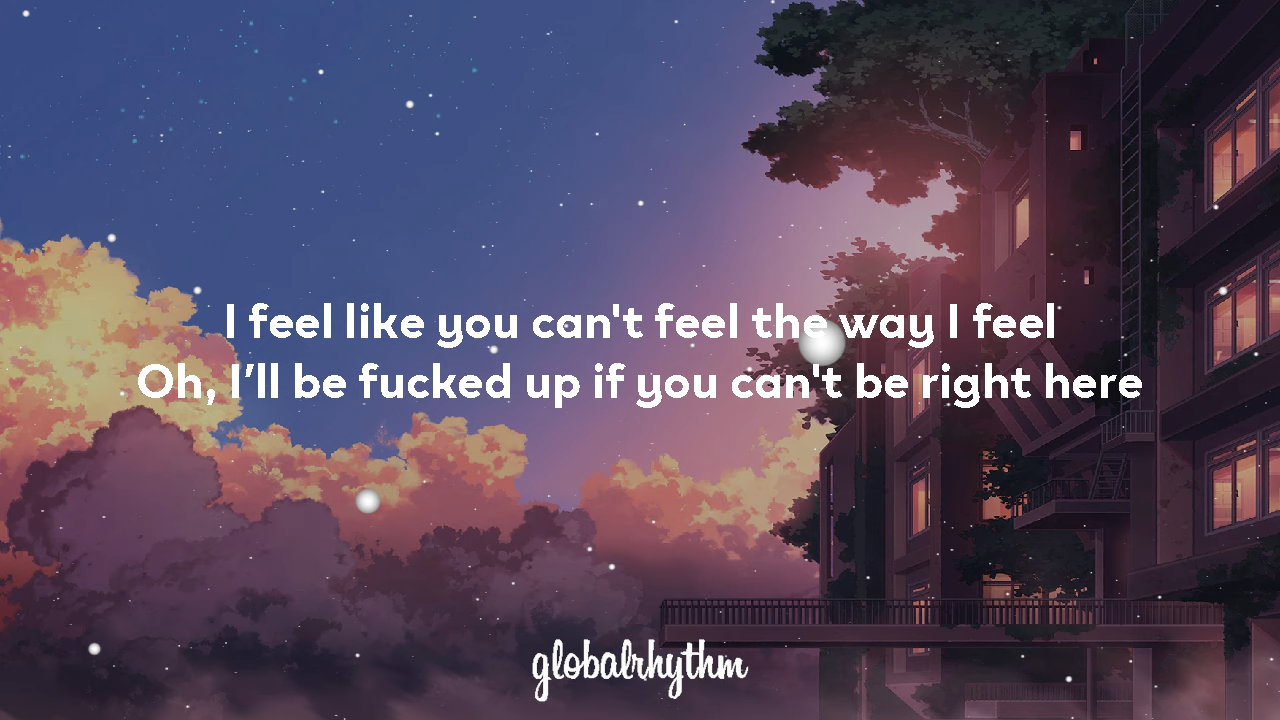 I feel like you can't feel the way I feel
Oh, I’ll be fucked up if you can't be right here
globalrhythm